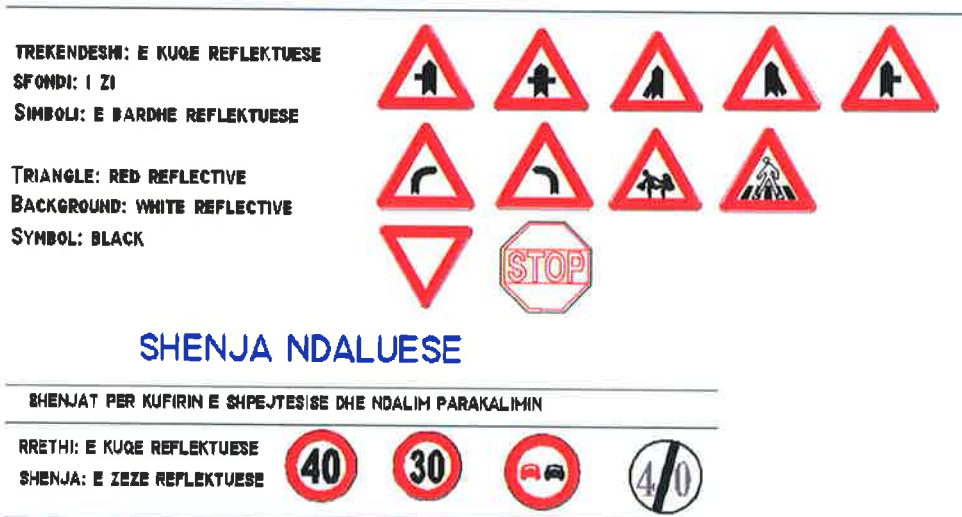 TREKENDESHI: E KUQE REFLEKTUESE
SFONDI: I ZI
SIMBOLI: E BARDHE REFLEKTUESE
TRIANGLE: RED REFLECTIVE
BACKGROUND: WHITE REFLECTIVE
SYMBOL: BLACK
STOP
SHENJA NDALUESE
SHENJAT PER KUFIRIN E SHPEJTESISE DHE NDALIM PARAKALIMIN
RRETHI: E KUQE REFLEKTUESE
SHENJA: E ZEZE REFLEKTUESE
40 30 40